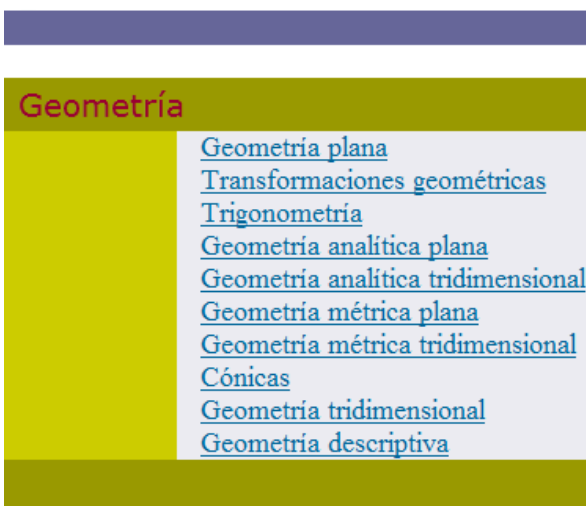 Geometría
Geometría plana
Transformaciones geométricas
Trigonometría
Geometría analítica plana
Geometría analítica tridimensional
Geometría métrica plana
Geometría métrica tridimensional
Cónicas
Geometría tridimensional
Geometría descriptiva